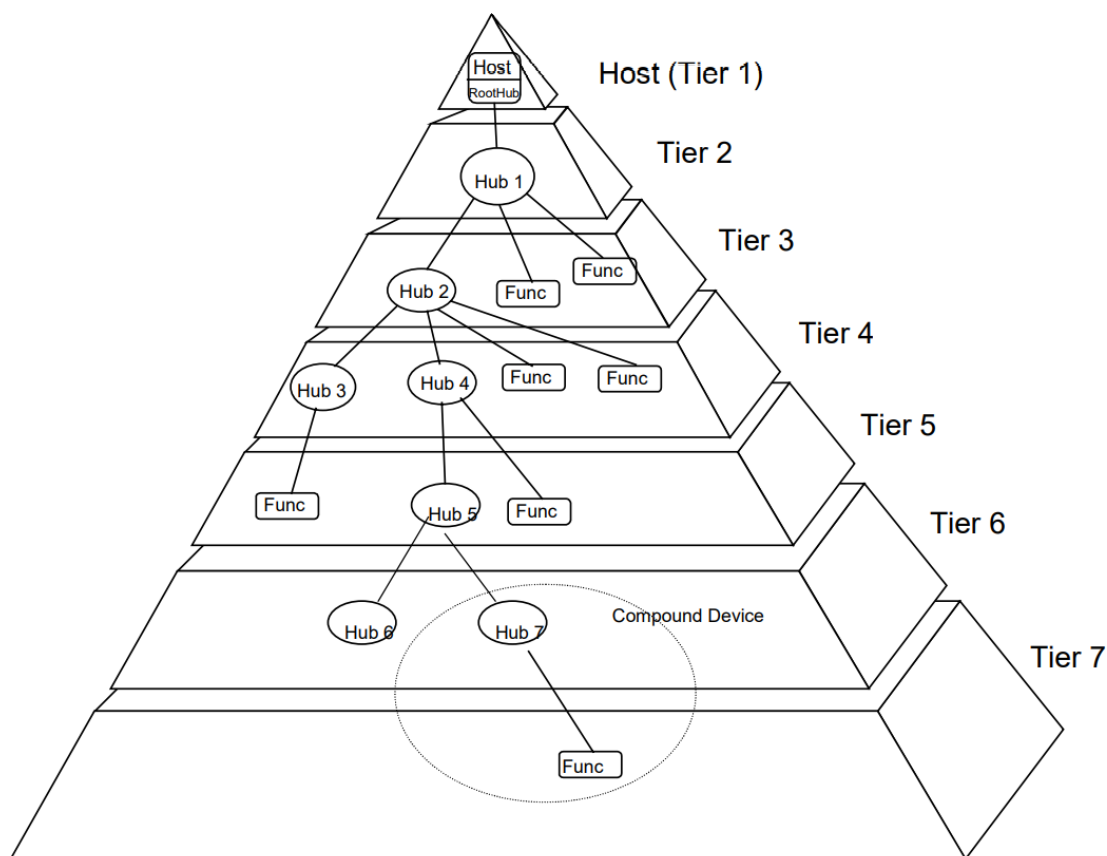 Host
RootHub
Host (Tier 1)
Tier 2
Hub 1
Tier 3
Func
Hub 2
Func
Tier 4
Hub 3
Hub 4
Func
Func
Tier 5
Func
Hub 5
Func
Tier 6
Hub 6
Hub 7
Compound Device
Tier 7
Func